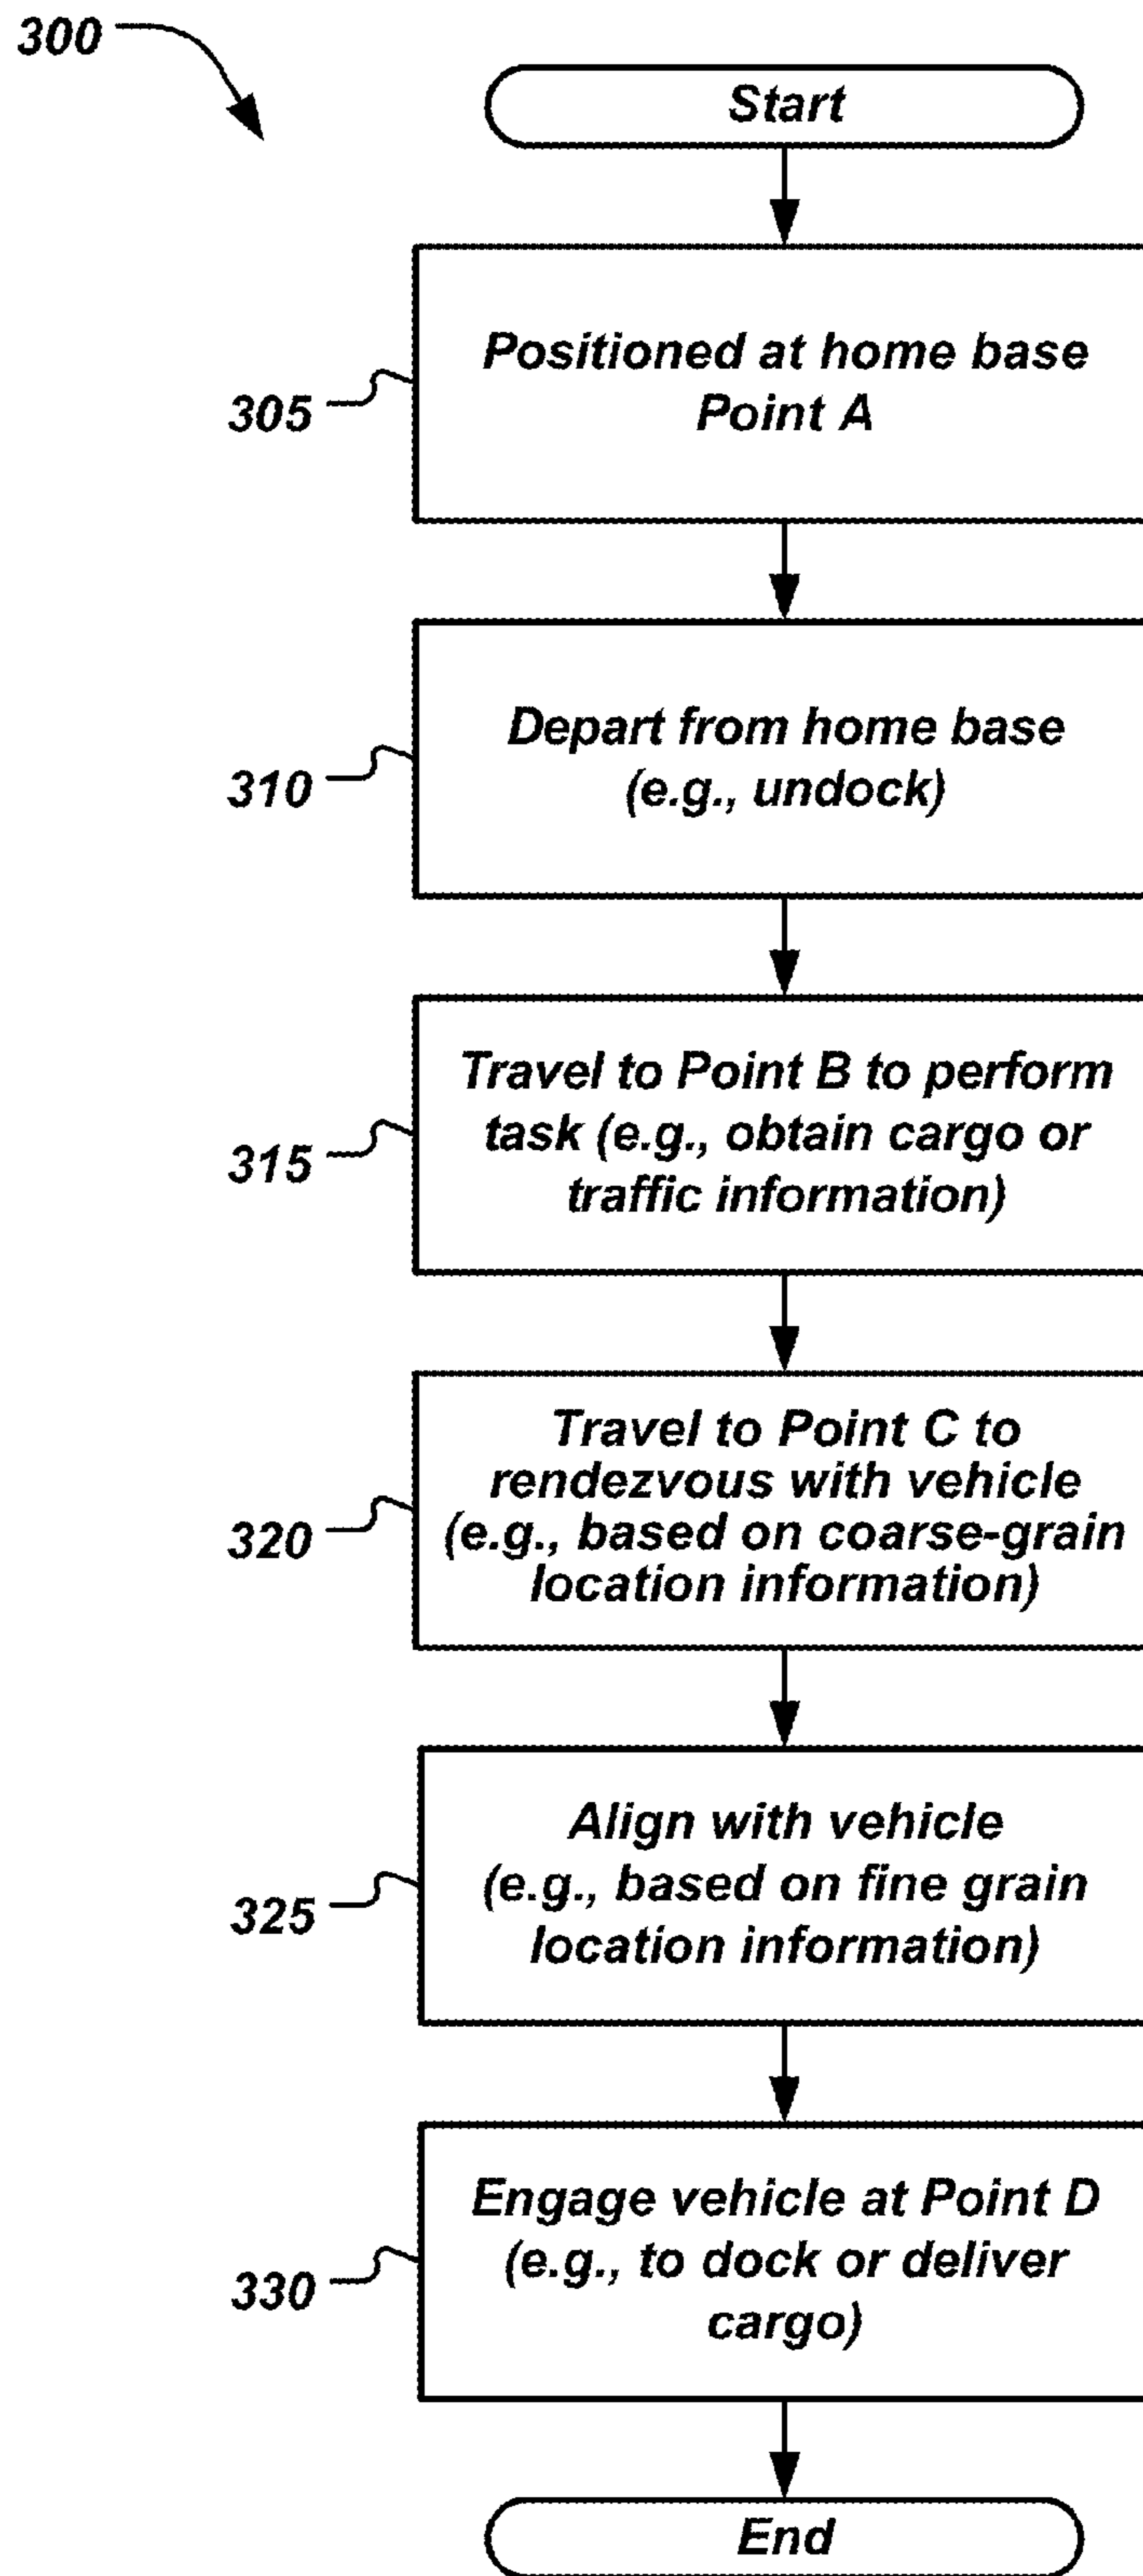 300
Start
Positioned at home base
Point A
305
Depart from home base
(e.g., undock)
310
Travel to Point B to perform
task (e.g., obtain cargo or
traffic information)
315
Travel to Point C to
rendezvous with vehicle
(e.g., based on coarse-grain
location information)
320
Align with vehicle
(e.g., based on fine grain
location information)
325
Engage vehicle at Point D
(e.g., to dock or deliver
cargo)
330
End